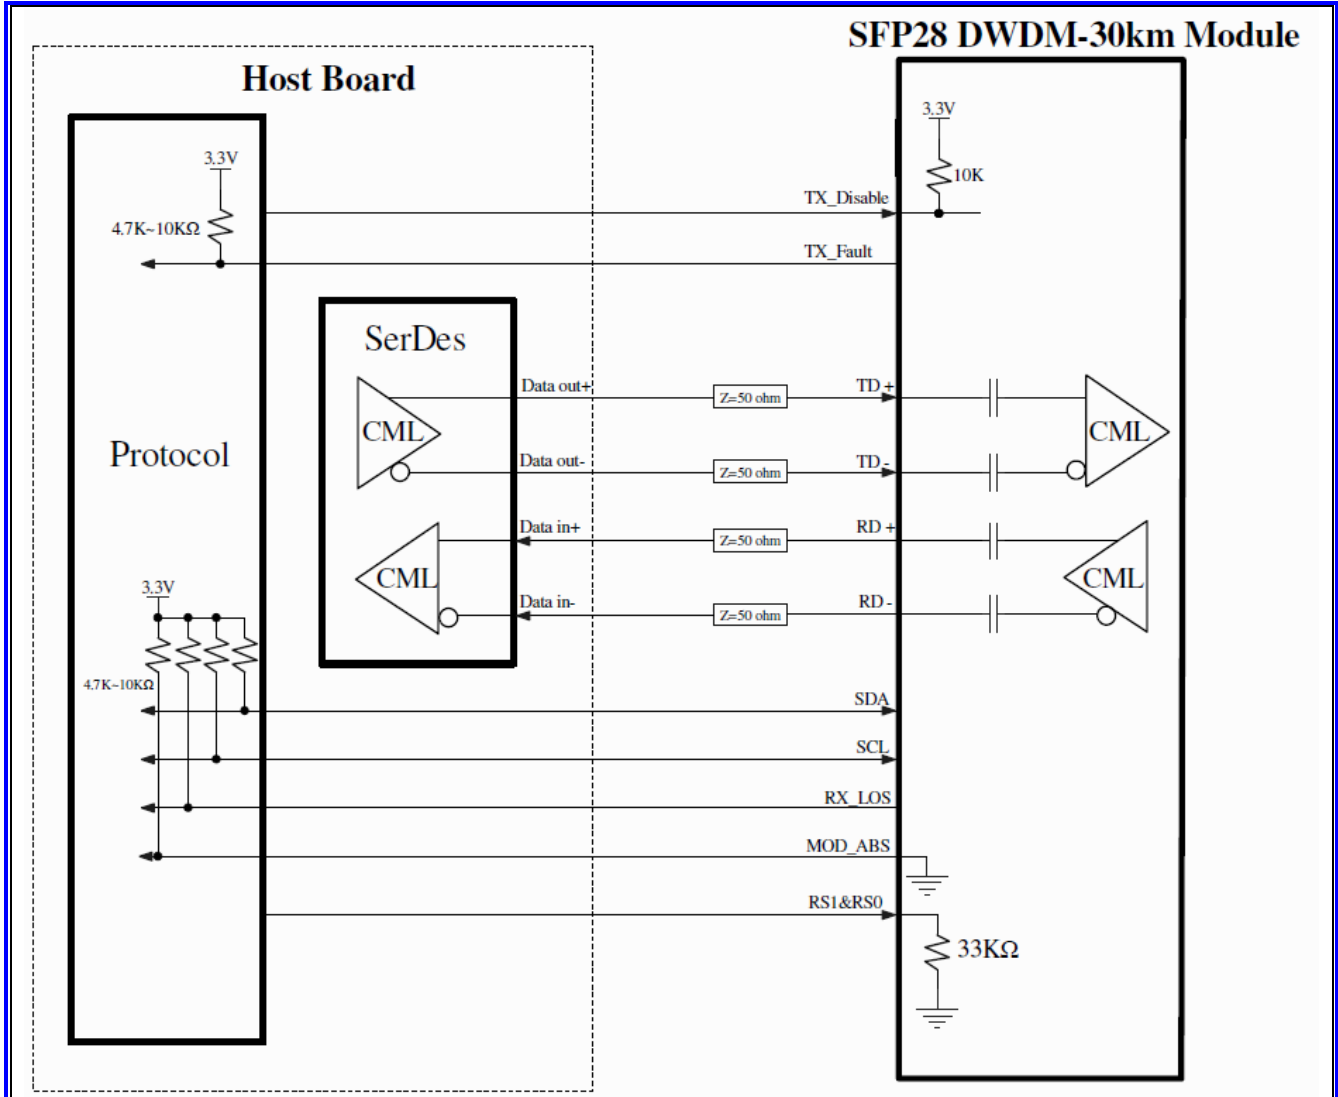 SFP28 DWDM-30km Module
Host Board
3.3V
3.3V
10K
TX_Disable
4.7K~10KΩ
TX_Fault
SerDes
Data out+
Z=50 ohm
TD +
CML
CML
Protocol
Data out-
Z=50 ohm
TD -
Data in+
Z=50 ohm
RD +
CML
CML
3.3V
Data in-
Z=50 ohm
RD -
4.7K~10KΩ
SDA
SCL
RX_LOS
MOD_ABS
RS1&RS0
33KΩ